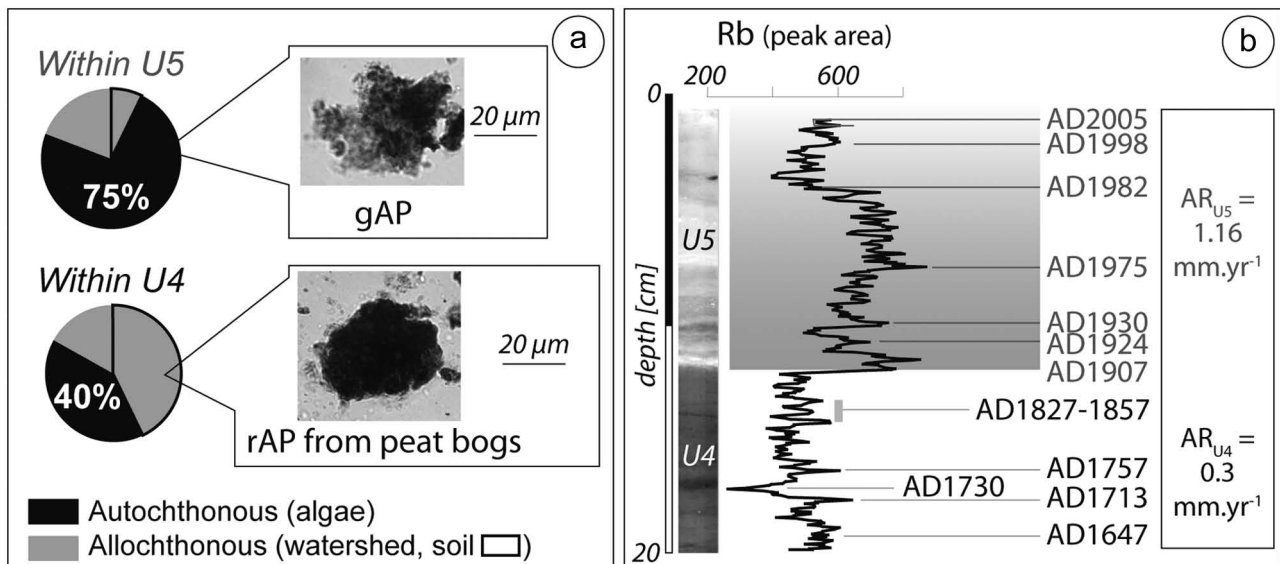 a
Within U5
75%
20 µm
gAP
Within U4
40%
20 µm
rAP from peat bogs
Autochthonous (algae)
Allochthonous (watershed, soil )
b
Rb (peak area)
200 600
0
depth [cm]
20
U5
U4
AD2005
AD1998
AD1982
AD1975
AD1930
AD1924
AD1907
AD1827-1857
AD1757
AD1730
AD1713
AD1647
ARU5 =
1.16
mm.yr-1
ARU4 =
0.3
mm.yr-1